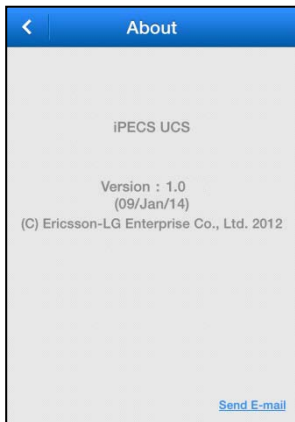 About
iPECS UCS
Version : 1.0
(09/Jan/14)
(C) Ericsson-LG Enterprise Co., Ltd. 2012
Send E-mail